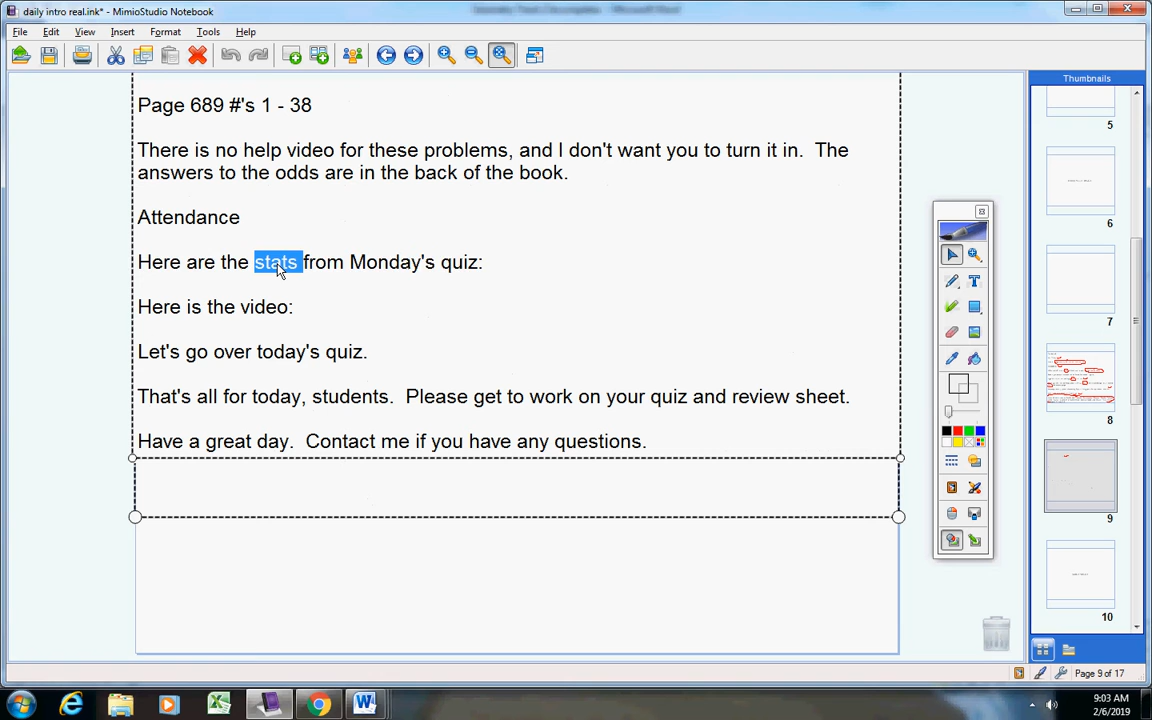 daily intro real.ink* - MimioStudio Notebook
File Edit View Insert Format Tools Help
Page 689 #'s 1 - 38
There is no help video for these problems, and I don't want you to turn it in. The
answers to the odds are in the back of the book.
Attendance
Here are the stats from Monday's quiz:
Here is the video:
Let's go over today's quiz.
That's all for today, students. Please get to work on your quiz and review sheet.
Have a great day. Contact me if you have any questions.
Thumbnails
5
6
7
8
9
10
Page 9 of 17
9:03 AM
2/6/2019